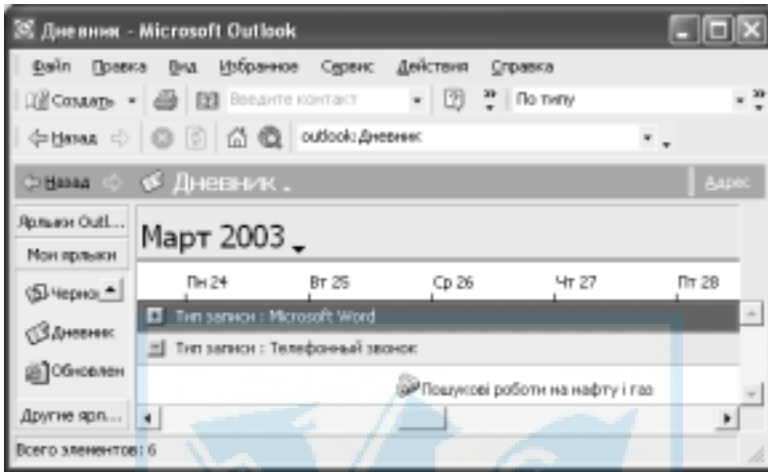 Дневник - Microsoft Outlook
Файл Правка Вид Избранное Сервис Действия Справка
Создать Введите контакт По типу
Назад outlook:Дневник
Назад Дневник . Адрес
Ярлыки Outl...
Мои ярлыки
Черно
Дневник
Обновлен
Другие ярл...
Март 2003
Пн 24 Вт 25 Ср 26 Чт 27 Пт 28
Тип записи : Microsoft Word
Тип записи : Телефонный звонок
Пошукові роботи на нафту і газ
Всего элементов: 6